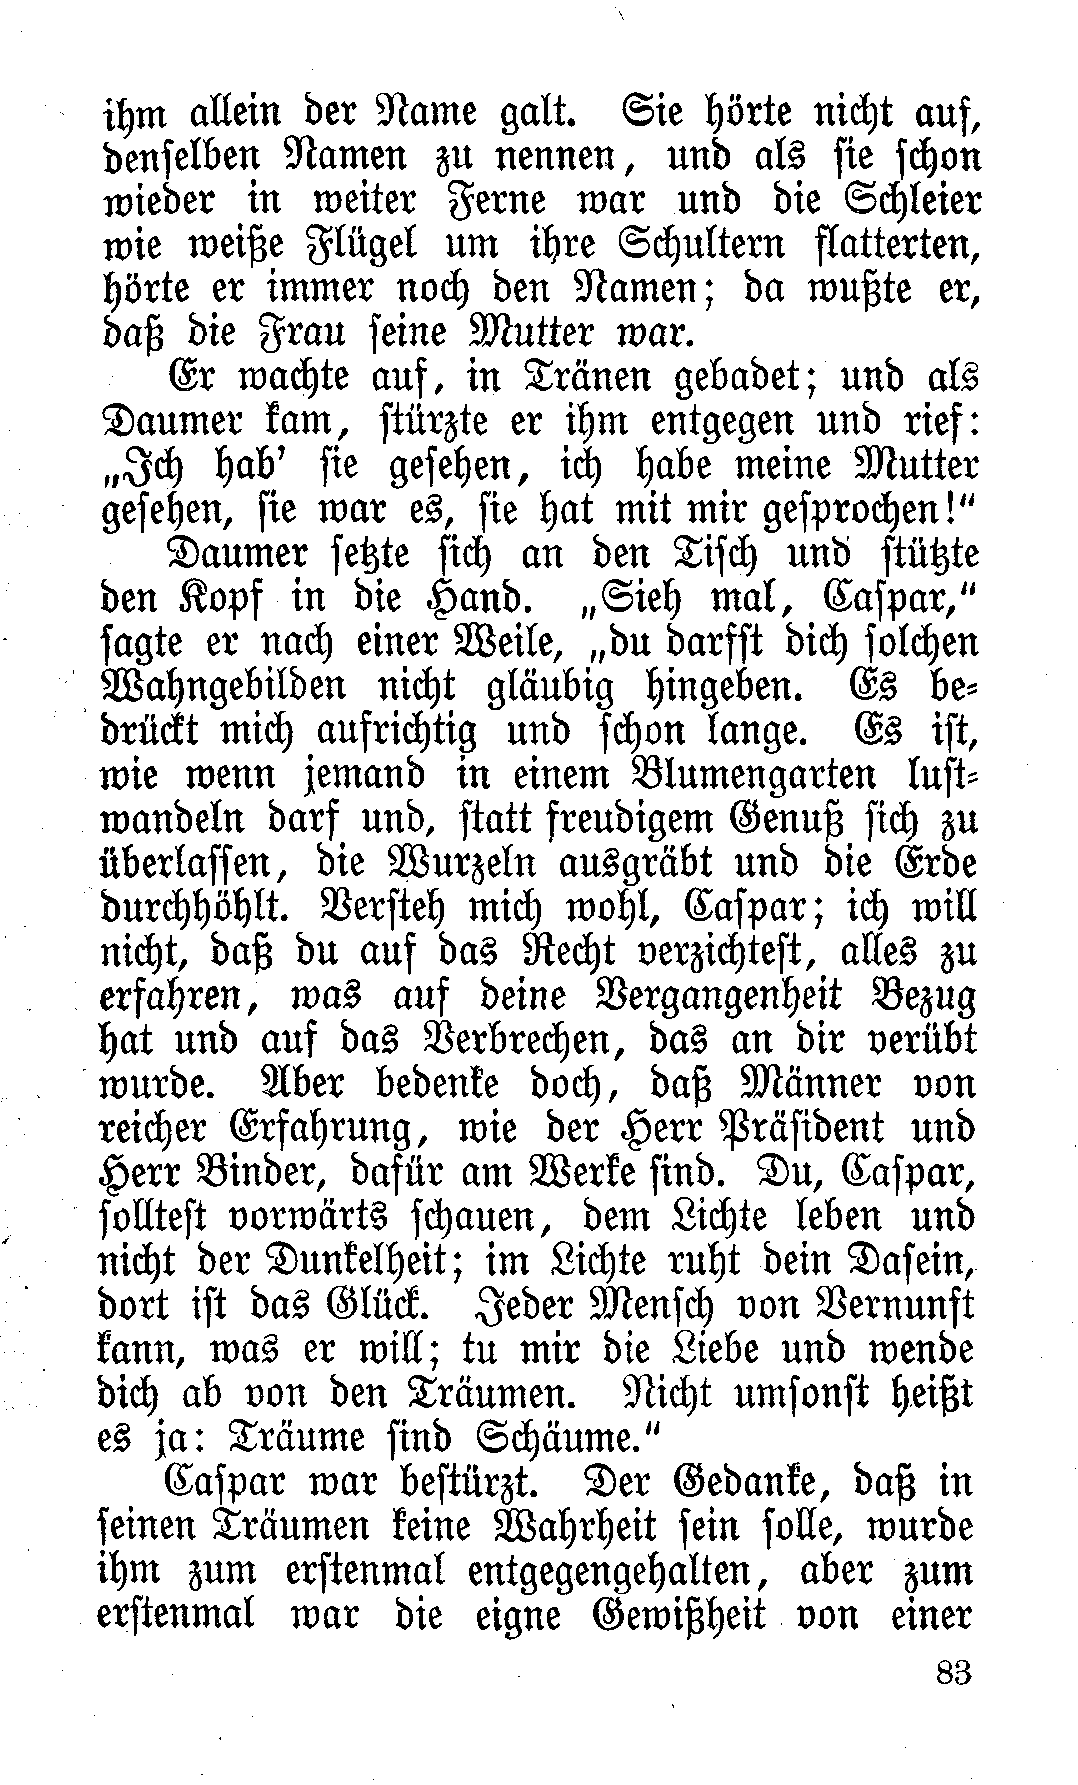 ihm allein der Name galt. Sie hörte nicht auf,
denselben Namen zu nennen, und als sie schon
wieder in weiter Ferne war und die Schleier
wie weiße Flügel um ihre Schultern flatterten,
hörte er immer noch den Namen; da wußte er,
daß die Frau seine Mutter war.
Er wachte auf, in Tränen gebadet; und als
Daumer kam, stürzte er ihm entgegen und rief:
„Ich hab' sie gesehen, ich habe meine Mutter
gesehen, sie war es, sie hat mit mir gesprochen!“
Daumer setzte sich an den Tisch und stützte
den Kopf in die Hand. „Sieh mal, Caspar,“
sagte er nach einer Weile, „du darfst dich solchen
Wahngebilden nicht gläubig hingeben. Es be-
drückt mich aufrichtig und schon lange. Es ist,
wie wenn jemand in einem Blumengarten lust-
wandeln darf und, statt freudigem Genuß sich zu
überlassen, die Wurzeln ausgräbt und die Erde
durchhöhlt. Versteh mich wohl, Caspar; ich will
nicht, daß du auf das Recht verzichtest, alles zu
erfahren, was auf deine Vergangenheit Bezug
hat und auf das Verbrechen, das an dir verübt
wurde. Aber bedenke doch, daß Männer von
reicher Erfahrung, wie der Herr Präsident und
Herr Binder, dafür am Werke sind. Du, Caspar,
solltest vorwärts schauen, dem Lichte leben und
nicht der Dunkelheit; im Lichte ruht dein Dasein,
dort ist das Glück. Jeder Mensch von Vernunft
kann, was er will; tu mir die Liebe und wende
dich ab von den Träumen. Nicht umsonst heißt
es ja: Träume sind Schäume.“
Caspar war bestürzt. Der Gedanke, daß in
seinen Träumen keine Wahrheit sein solle, wurde
ihm zum erstenmal entgegengehalten, aber zum
erstenmal war die eigne Gewißheit von einer
83